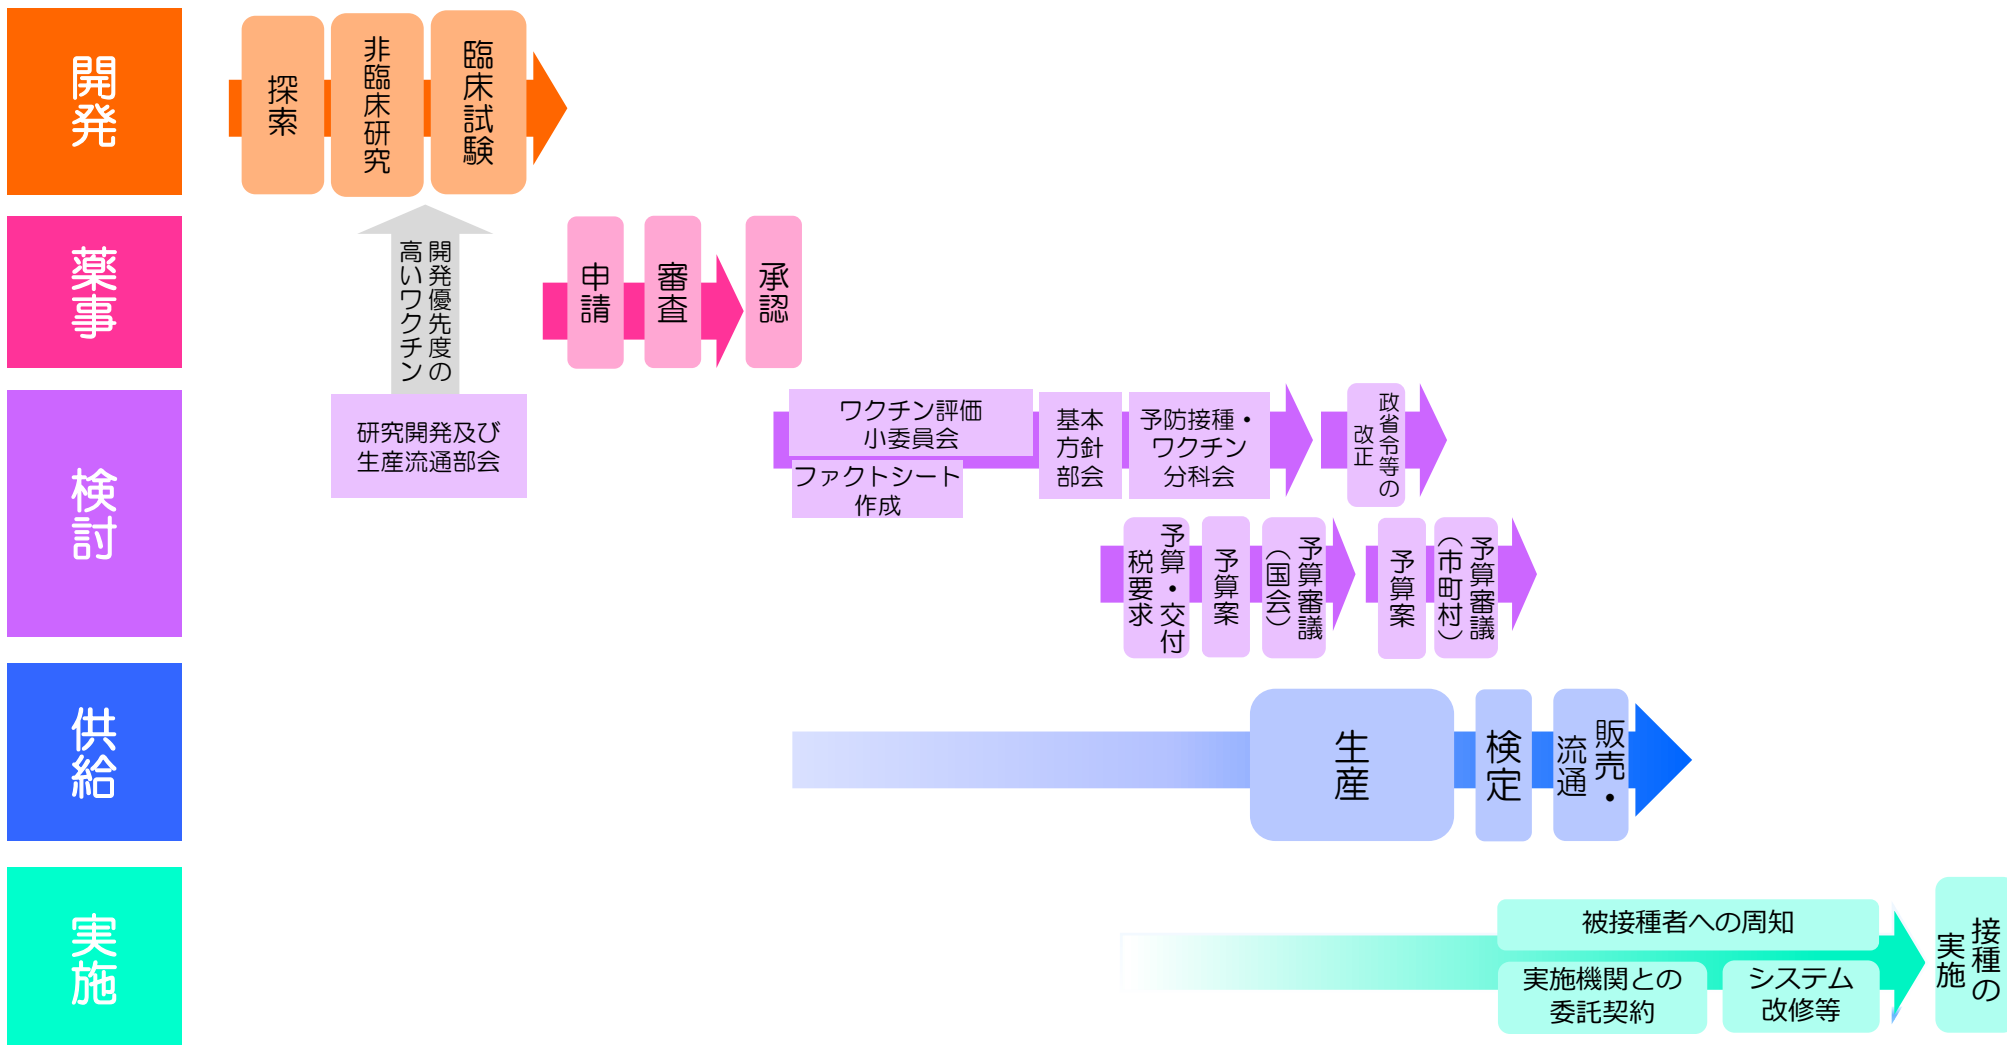 開発
探索
非臨床研究
臨床試験
薬事
開発優先度の
高いワクチン
申請
審査
承認
検討
研究開発及び
生産流通部会
ワクチン評価
小委員会
ファクトシート
作成
基本
方針
部会
予防接種・
ワクチン
分科会
政省令等の
改正
予算・交付
税要求
予算案
予算審議
（国会）
予算案
予算審議
（市町村）
供給
生産
検定
販売・
流通
実施
被接種者への周知
実施機関との
委託契約
システム
改修等
接種の
実施